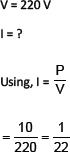 V = 220 V
I = ?
Using, I = P/V
= 10/220 = 1/22